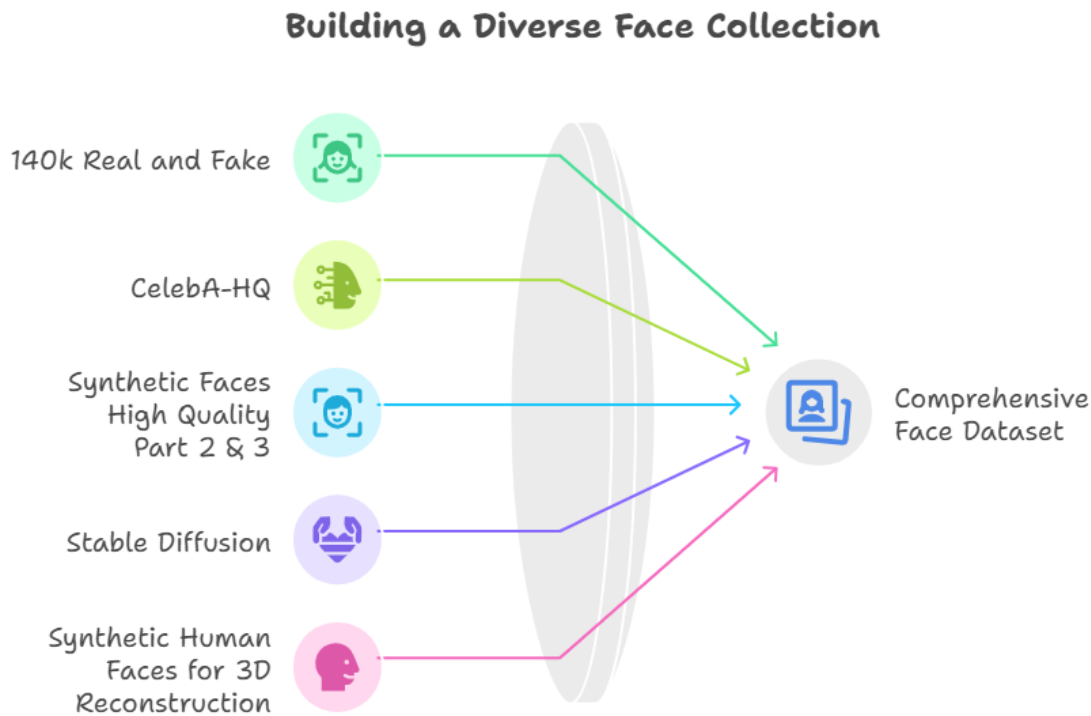 Building a Diverse Face Collection
140k Real and Fake
CelebA-HQ
Synthetic Faces
High Quality
Part 2 & 3
Stable Diffusion
Synthetic Human
Faces for 3D
Reconstruction
Comprehensive
Face Dataset